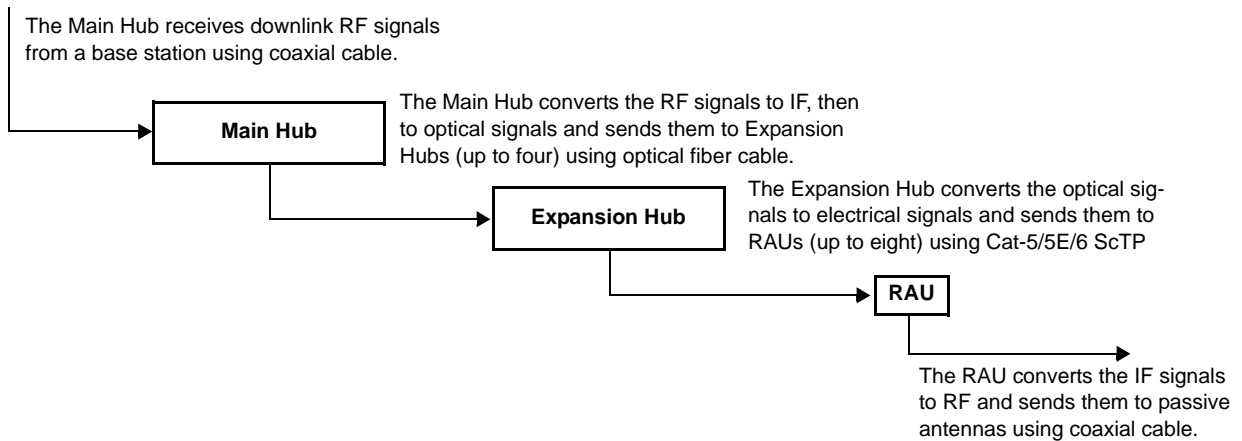 The Main Hub receives downlink RF signals
from a base station using coaxial cable.
Main Hub
The Main Hub converts the RF signals to IF, then
to optical signals and sends them to Expansion
Hubs (up to four) using optical fiber cable.
Expansion Hub
The Expansion Hub converts the optical sig-
nals to electrical signals and sends them to
RAUs (up to eight) using Cat-5/5E/6 ScTP
RAU
The RAU converts the IF signals
to RF and sends them to passive
antennas using coaxial cable.